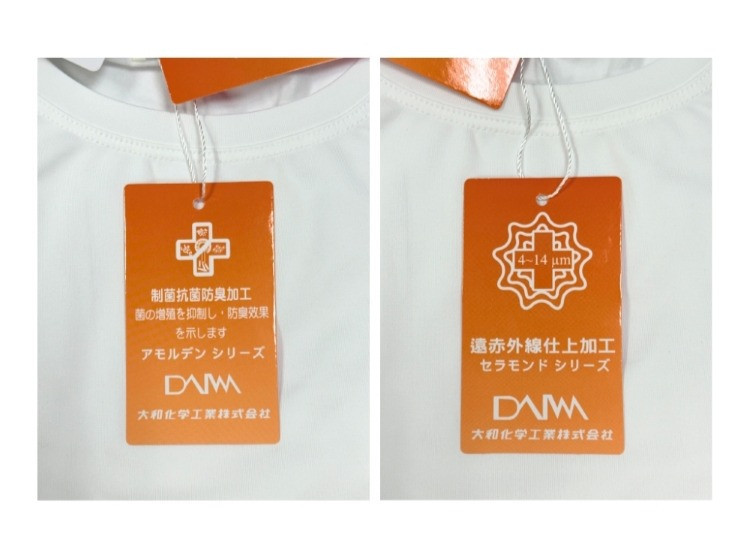 制菌抗菌防臭加工
菌の増殖を抑制し・防臭効果
を示します
アモルデン シリーズ
DAIWA
大和化学工業株式会社
4~14 μm
遠赤外線仕上加工
セラモンド シリーズ
DAIWA
大和化学工業株式会社